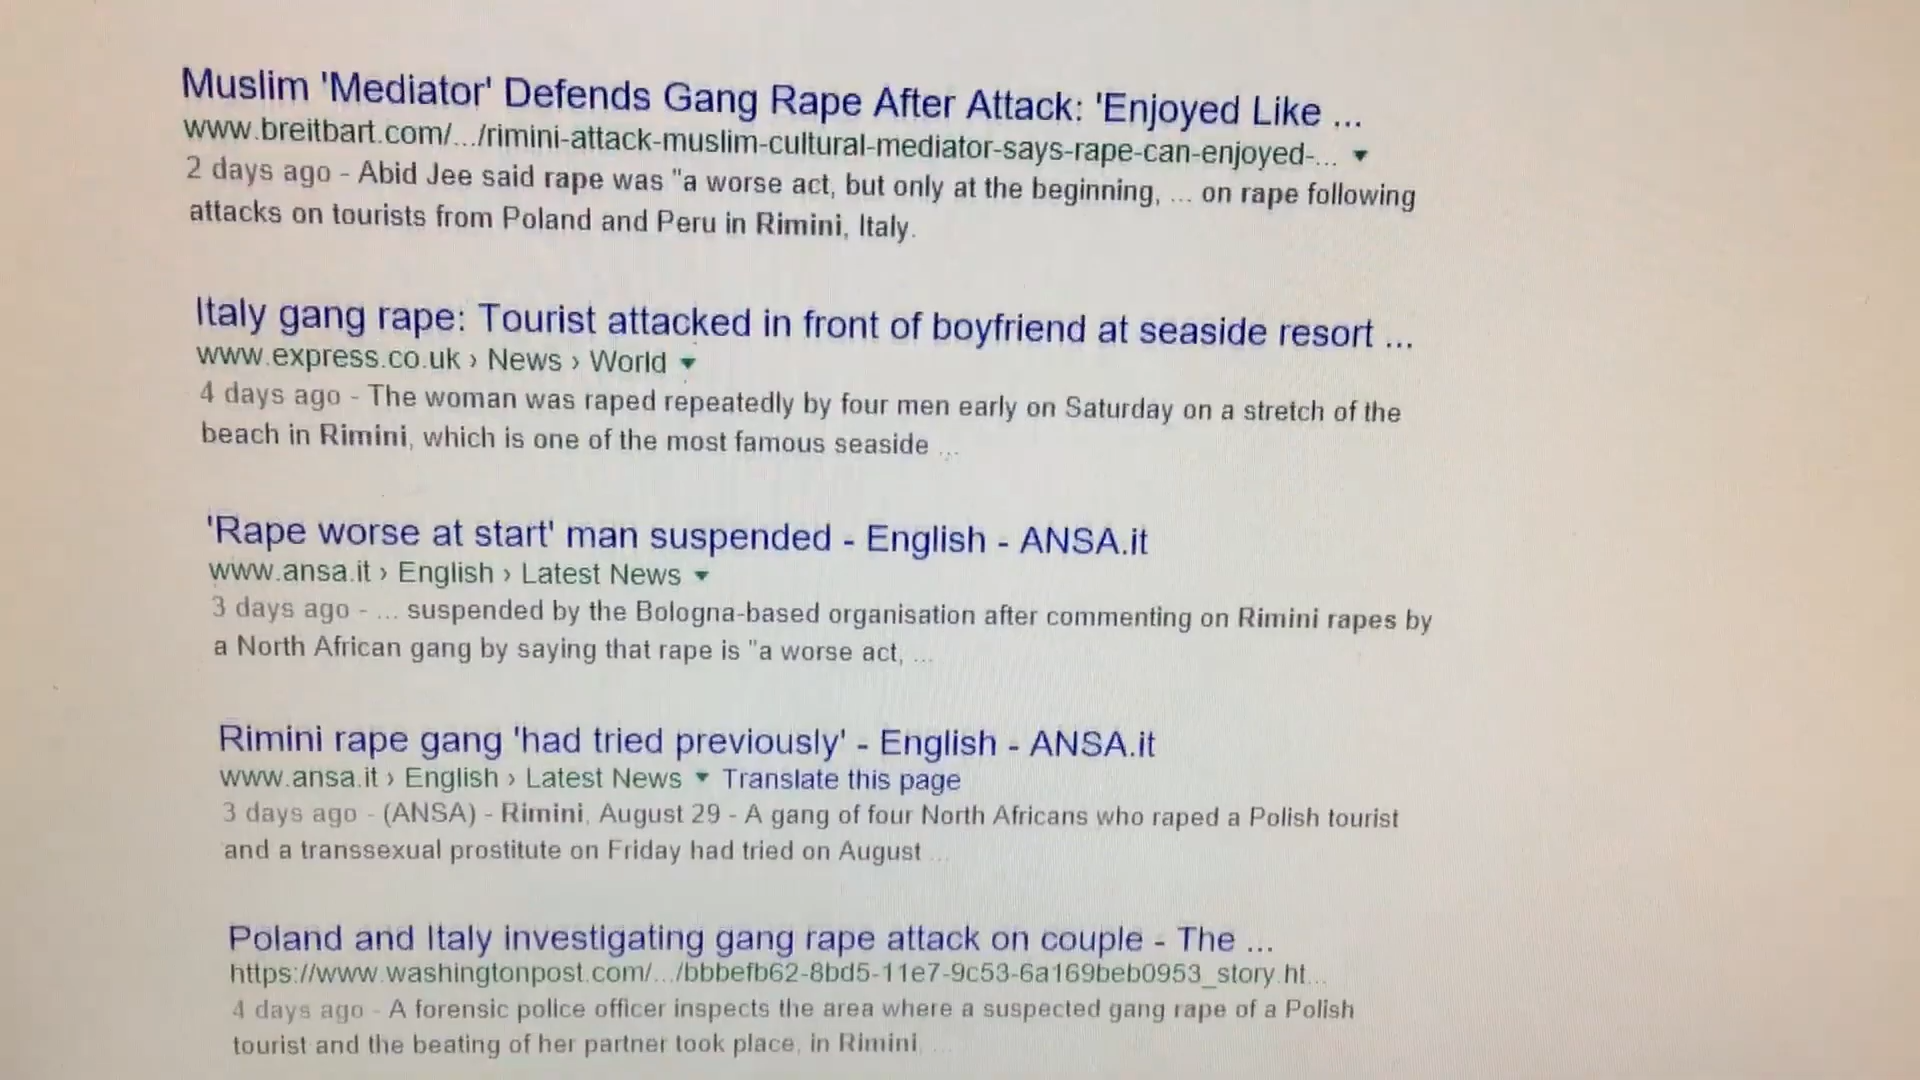 Muslim 'Mediator' Defends Gang Rape After Attack: 'Enjoyed Like ...
www.breitbart.com/.../rimini-attack-muslim-cultural-mediator-says-rape-can-enjoyed-...
2 days ago - Abid Jee said rape was "a worse act, but only at the beginning, ... on rape following
attacks on tourists from Poland and Peru in Rimini, Italy.
Italy gang rape: Tourist attacked in front of boyfriend at seaside resort ...
www.express.co.uk › News › World
4 days ago - The woman was raped repeatedly by four men early on Saturday on a stretch of the
beach in Rimini, which is one of the most famous seaside ...
'Rape worse at start' man suspended - English - ANSA.it
www.ansa.it › English › Latest News
3 days ago - ... suspended by the Bologna-based organisation after commenting on Rimini rapes by
a North African gang by saying that rape is "a worse act, ...
Rimini rape gang 'had tried previously' - English - ANSA.it
www.ansa.it › English › Latest News Translate this page
3 days ago - (ANSA) - Rimini, August 29 - A gang of four North Africans who raped a Polish tourist
and a transsexual prostitute on Friday had tried on August ...
Poland and Italy investigating gang rape attack on couple - The ...
https://www.washingtonpost.com/.../bbbefb62-8bd5-11e7-9c53-6a169beb0953_story.ht...
4 days ago - A forensic police officer inspects the area where a suspected gang rape of a Polish
tourist and the beating of her partner took place, in Rimini ...